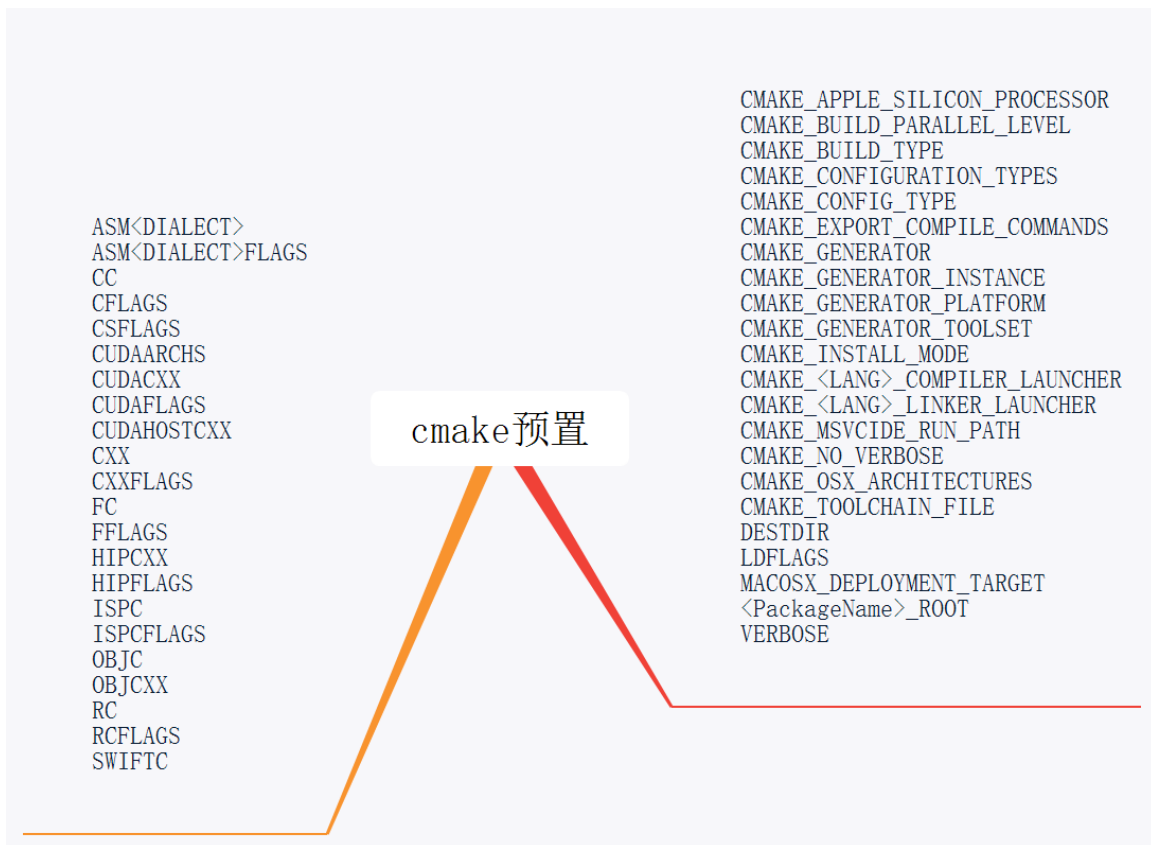 ASM<DIALECT>
ASM<DIALECT>FLAGS
CC
CFLAGS
CSFLAGS
CUDAARCHS
CUDACXX
CUDAFLAGS
CUDAHOSTCXX
CXX
CXXFLAGS
FC
FFLAGS
HIPCXX
HIPFLAGS
ISPC
ISPCFLAGS
OBJC
OBJCXX
RC
RCFLAGS
SWIFTC
cmake预置
CMAKE_APPLE_SILICON_PROCESSOR
CMAKE_BUILD_PARALLEL_LEVEL
CMAKE_BUILD_TYPE
CMAKE_CONFIGURATION_TYPES
CMAKE_CONFIG_TYPE
CMAKE_EXPORT_COMPILE_COMMANDS
CMAKE_GENERATOR
CMAKE_GENERATOR_INSTANCE
CMAKE_GENERATOR_PLATFORM
CMAKE_GENERATOR_TOOLSET
CMAKE_INSTALL_MODE
CMAKE_<LANG>_COMPILER_LAUNCHER
CMAKE_<LANG>_LINKER_LAUNCHER
CMAKE_MSVCIDE_RUN_PATH
CMAKE_NO_VERBOSE
CMAKE_OSX_ARCHITECTURES
CMAKE_TOOLCHAIN_FILE
DESTDIR
LDFLAGS
MACOSX_DEPLOYMENT_TARGET
<PackageName>_ROOT
VERBOSE